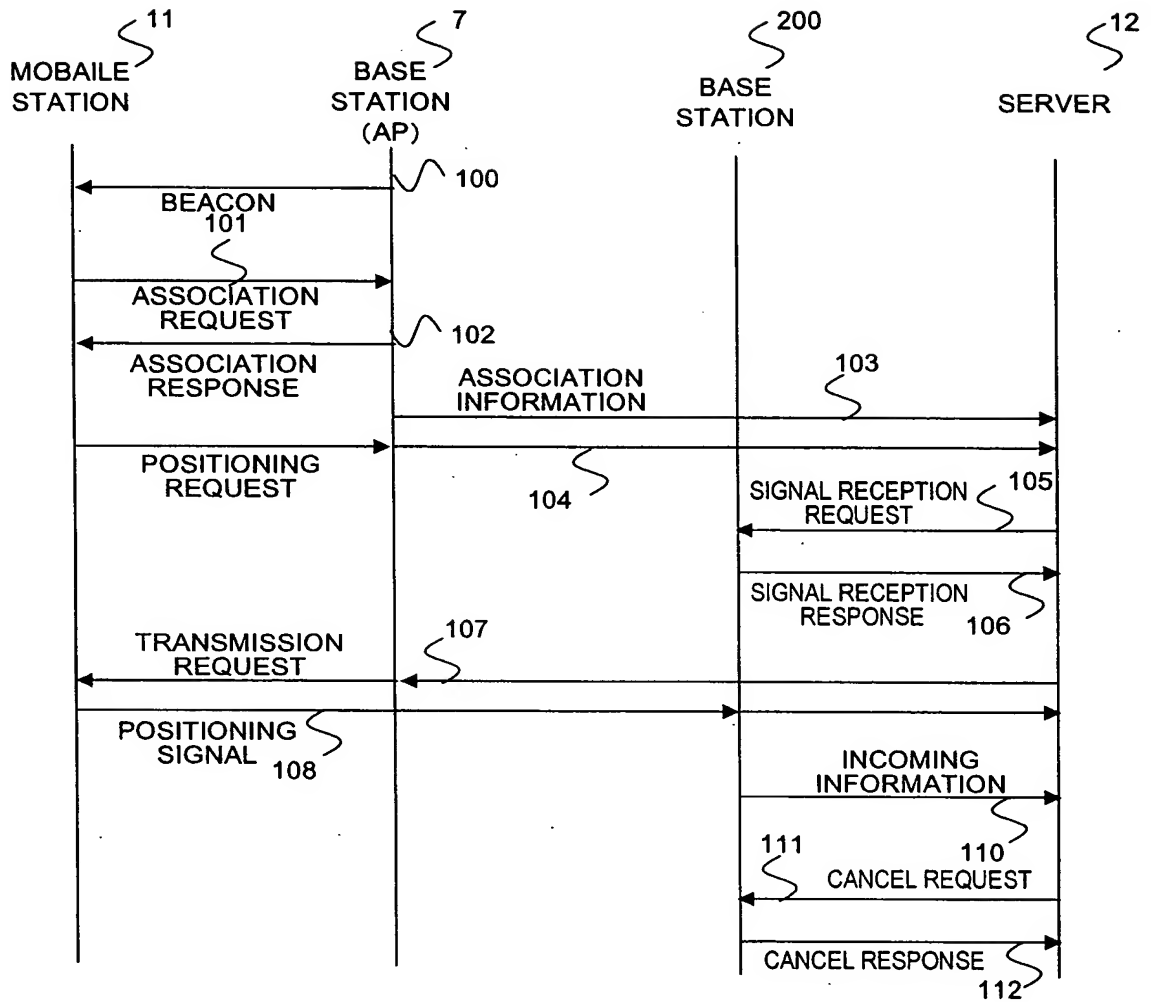 11
7
200
12
MOBAILE
STATION
BASE
STATION
(AP)
BASE
STATION
SERVER
100
BEACON
101
ASSOCIATION
REQUEST
102
ASSOCIATION
RESPONSE
ASSOCIATION
INFORMATION
103
POSITIONING
REQUEST
104
SIGNAL RECEPTION
REQUEST
105
SIGNAL RECEPTION
RESPONSE
106
TRANSMISSION
REQUEST
107
POSITIONING
SIGNAL
108
INCOMING
INFORMATION
110
111
CANCEL REQUEST
CANCEL RESPONSE
112